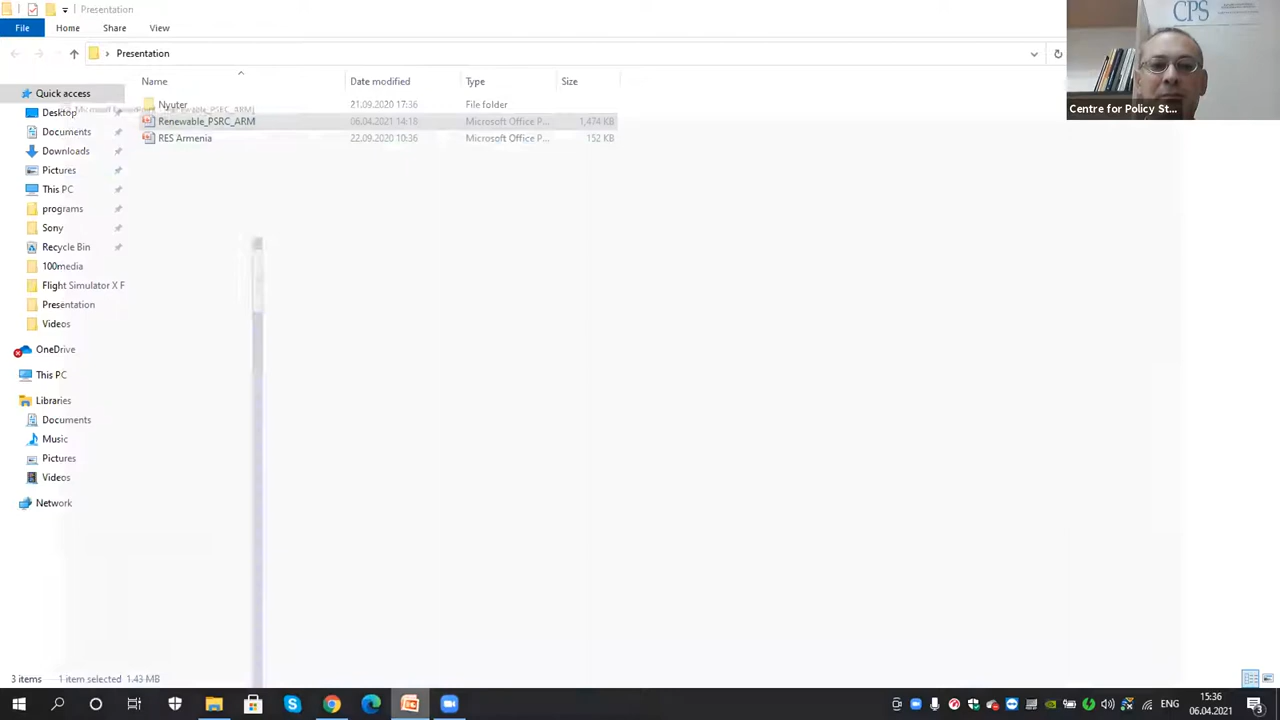 Presentation
File Home Share View
Presentation
Name Date modified Type Size
Quick access
Desktop
Documents
Downloads
Pictures
This PC
programs
Sony
Recycle Bin
100media
Flight Simulator X F
Presentation
Videos
OneDrive
This PC
Libraries
Documents
Music
Pictures
Videos
Network
Nyuter 21.09.2020 17:36 File folder
Renewable_PSRC_ARM 06.04.2021 14:18 Microsoft Office P... 1,474 KB
RES Armenia 22.09.2020 10:36 Microsoft Office P... 152 KB
CPS
Centre for Policy St...
3 items 1 item selected 1.43 MB
ENG
15:36
06.04.2021
3